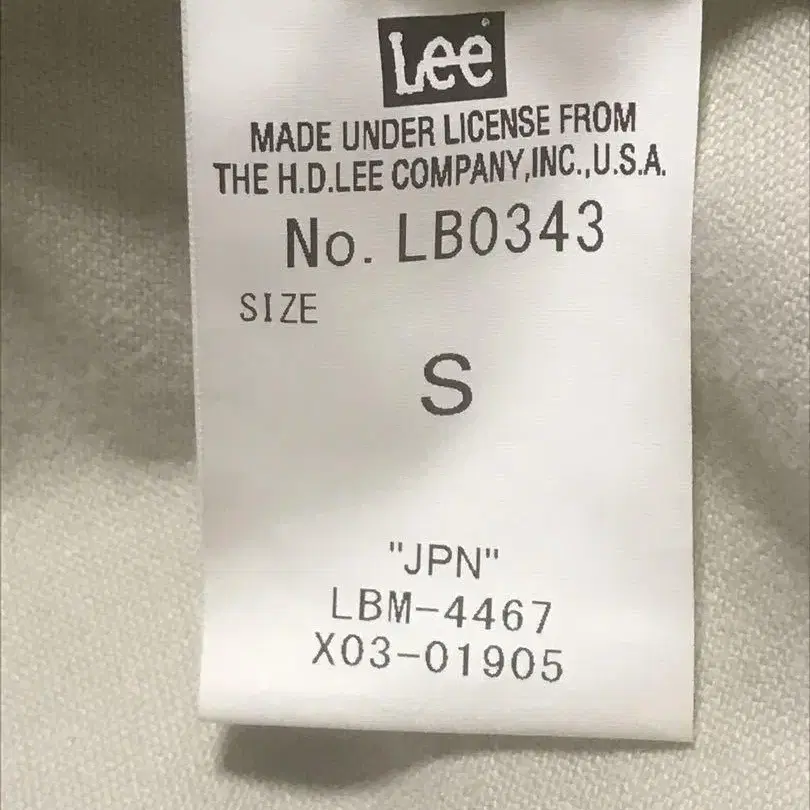 Lee®
MADE UNDER LICENSE FROM
THE H.D.LEE COMPANY,INC.,U.S.A.
No. LB0343
SIZE
S
"JPN"
LBM-4467
X03-01905